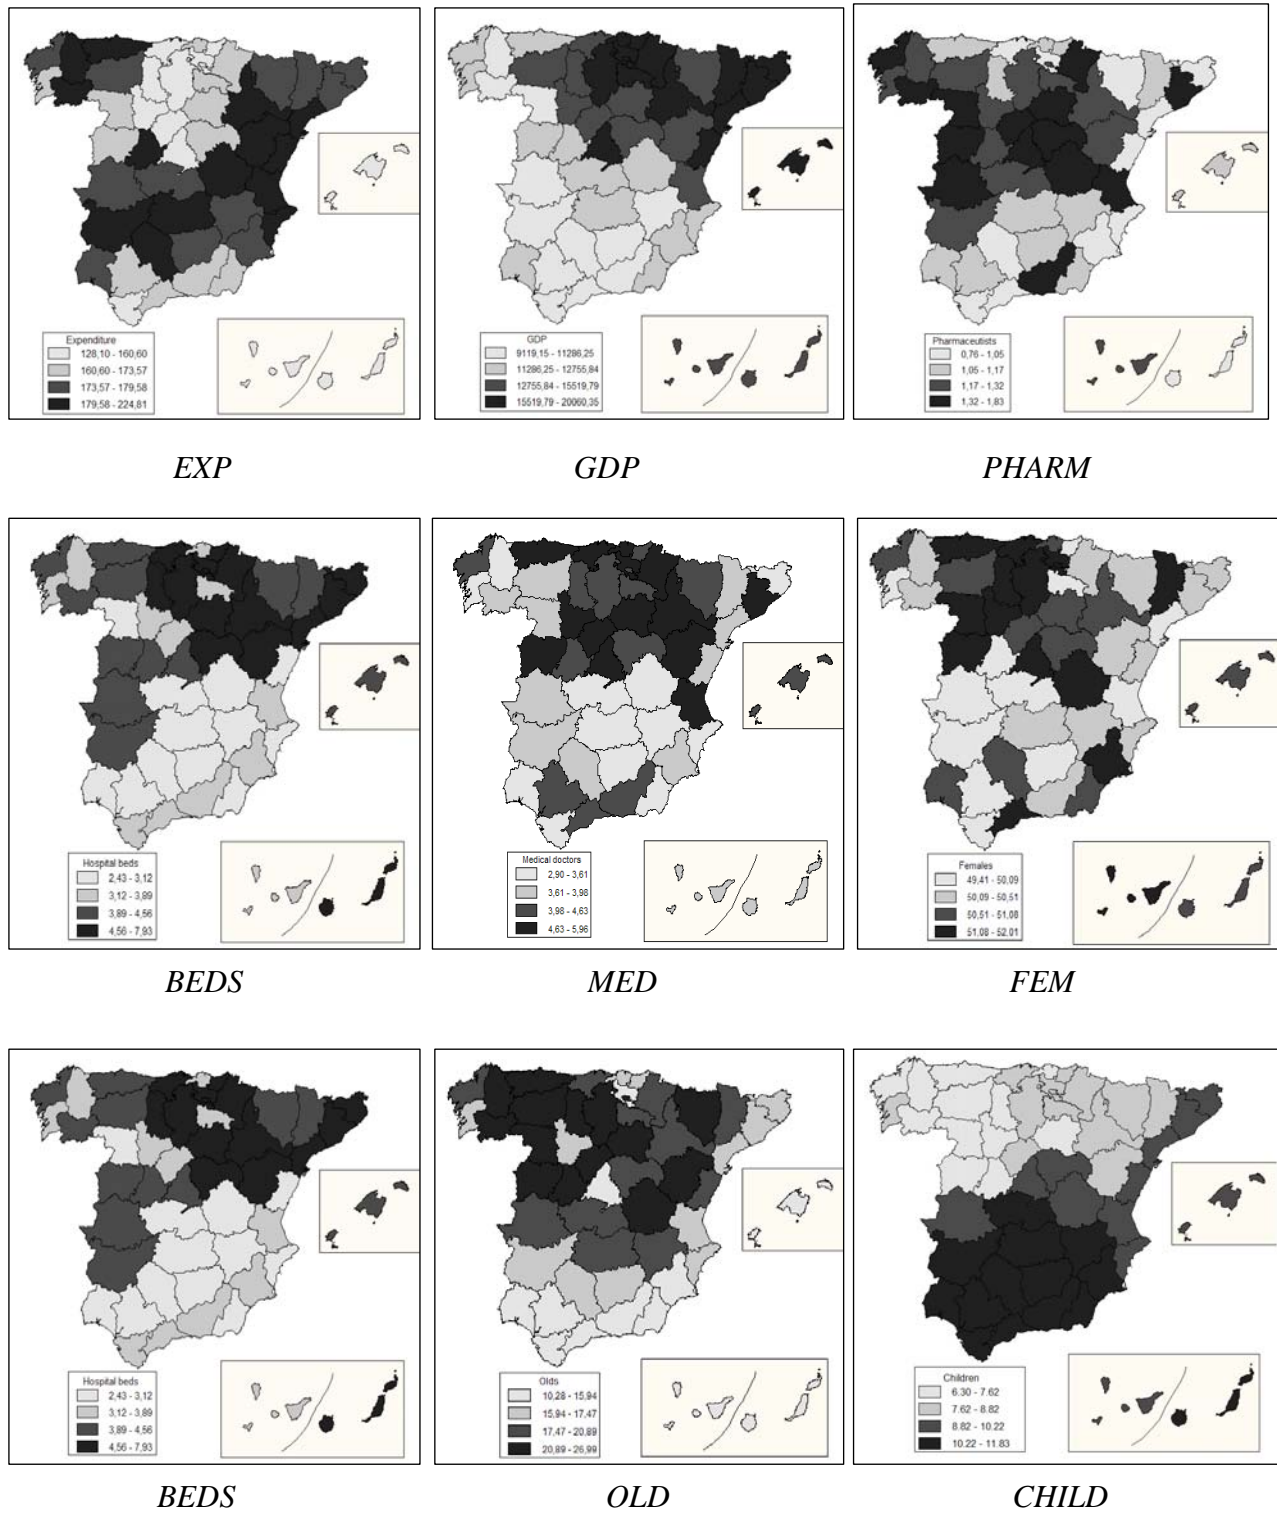 Expenditure
128,10 - 160,60
160,60 - 173,57
173,57 - 179,58
179,58 - 224,81
GDP
9119,15 - 11286,25
11286,25 - 12755,84
12755,84 - 15519,79
15519,79 - 20060,35
Pharmaceutists
0,76 - 1,05
1,05 - 1,17
1,17 - 1,32
1,32 - 1,83
EXP
GDP
PHARM
Hospital beds
2,43 - 3,12
3,12 - 3,89
3,89 - 4,56
4,56 - 7,93
Medical doctors
2,90 - 3,61
3,61 - 3,98
3,98 - 4,63
4,63 - 5,96
Females
49,41 - 50,09
50,09 - 50,51
50,51 - 51,08
51,08 - 52,01
BEDS
MED
FEM
Hospital beds
2,43 - 3,12
3,12 - 3,89
3,89 - 4,56
4,56 - 7,93
Olds
10,28 - 15,94
15,94 - 17,47
17,47 - 20,89
20,89 - 26,99
Children
6.30 - 7.62
7.62 - 8.82
8.82 - 10.22
10.22 - 11.83
BEDS
OLD
CHILD